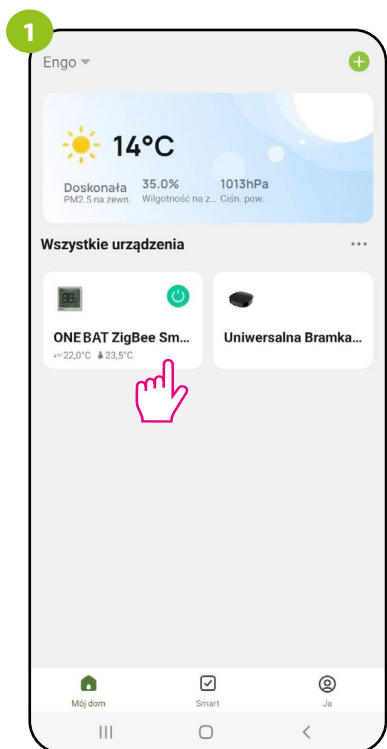 1
Engo
14°C
Doskonała 35.0% 1013hPa
PM2.5 na zewn. Wilgotność na z... Ciśn. pow.
Wszystkie urządzenia
ONE BAT ZigBee Sm... Uniwersalna Bramka...
22,0°C 23,5°C
Mój dom Smart Ja